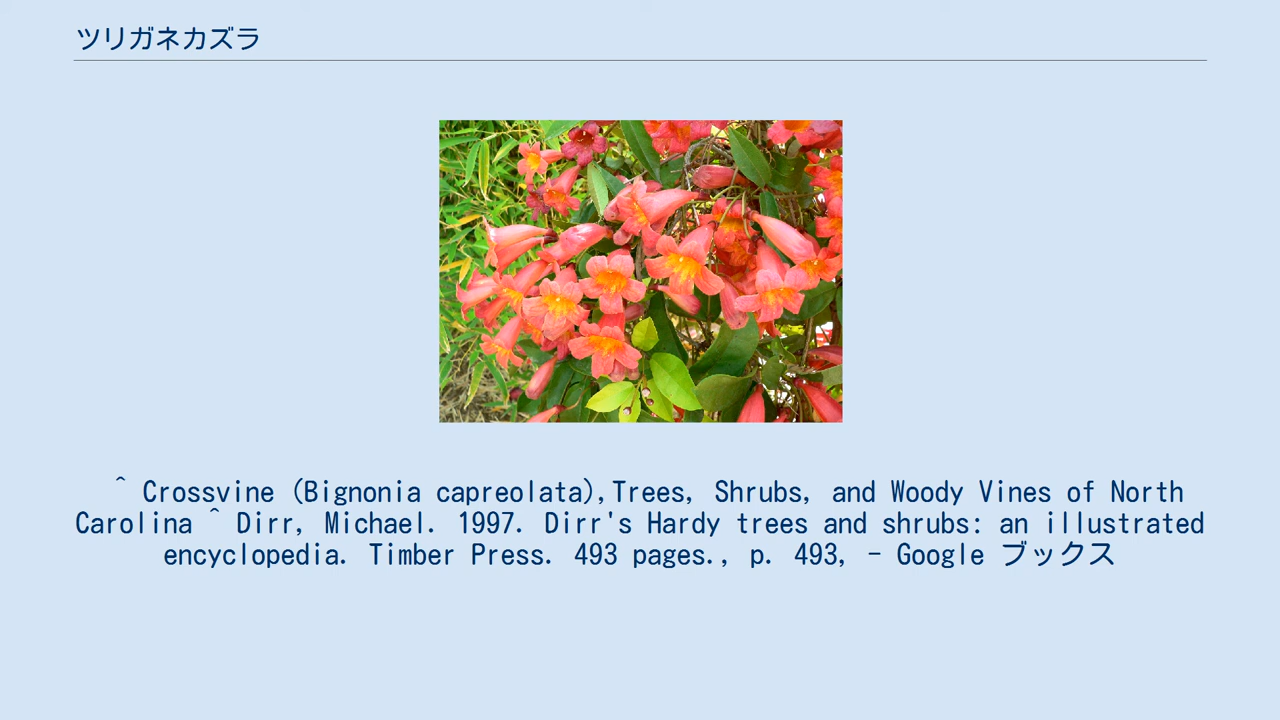 ツリガネカズラ
^ Crossvine (Bignonia capreolata),Trees, Shrubs, and Woody Vines of North
Carolina ^ Dirr, Michael. 1997. Dirr's Hardy trees and shrubs: an illustrated
encyclopedia. Timber Press. 493 pages., p. 493, - Google ブックス